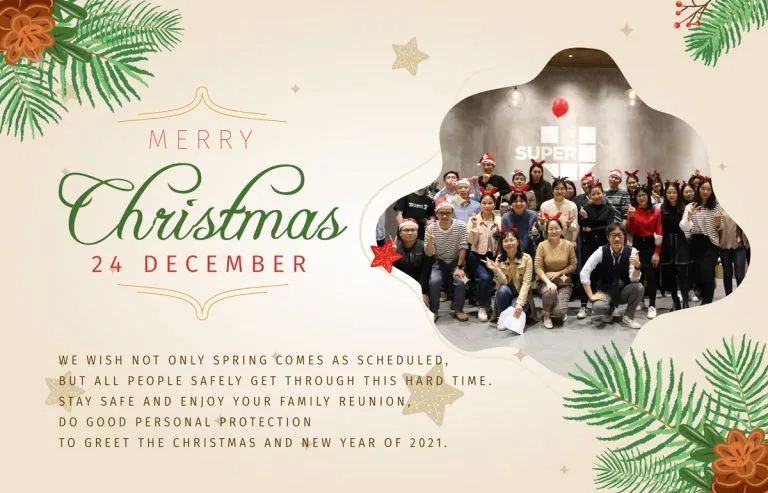 MERRY
Christmas
24 DECEMBER
SUPER
WE WISH NOT ONLY SPRING COMES AS SCHEDULED,
BUT ALL PEOPLE SAFELY GET THROUGH THIS HARD TIME.
STAY SAFE AND ENJOY YOUR FAMILY REUNION,
DO GOOD PERSONAL PROTECTION
TO GREET THE CHRISTMAS AND NEW YEAR OF 2021.